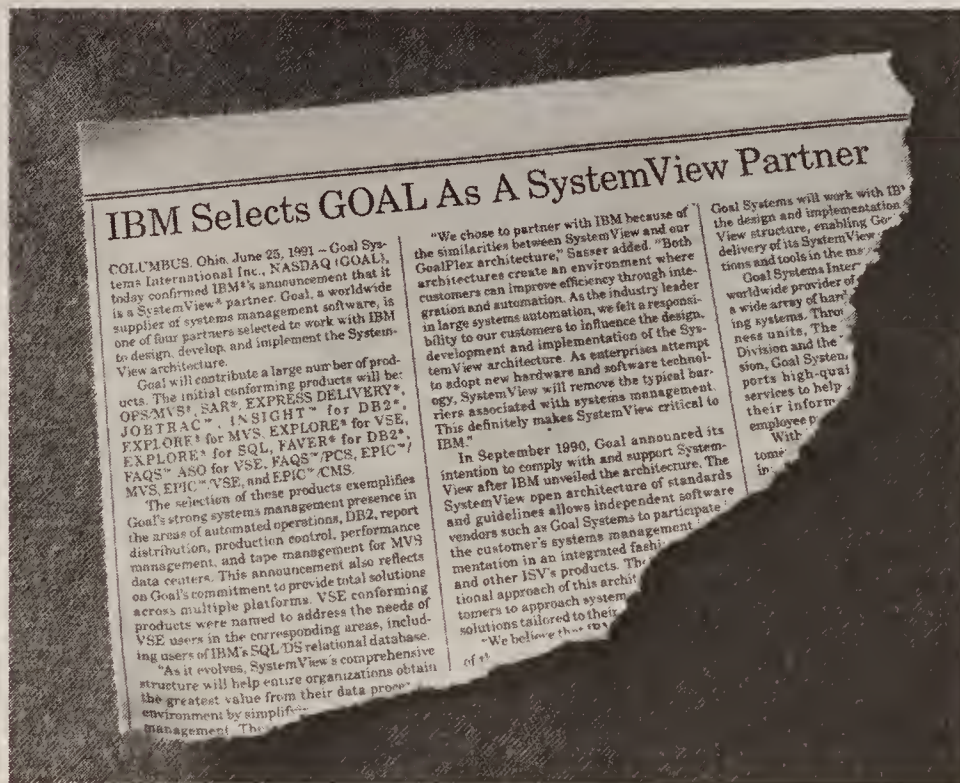 IBM Selects GOAL As A SystemView Partner
COLUMBUS, Ohio, June 25, 1991 – Goal Sys-
tems International Inc., NASDAQ (GOAL),
today confirmed IBM®'s announcement that it
is a SystemView® partner. Goal, a worldwide
supplier of systems management software, is
one of four partners selected to work with IBM
to design, develop, and implement the System-
View architecture.
Goal will contribute a large number of prod-
ucts. The initial conforming products will be:
OPS/MVS®, SAR®, EXPRESS DELIVERY®,
JOBTRAC™, INSIGHT™ for DB2®,
EXPLORE® for MVS, EXPLORE® for VSE,
EXPLORE® for SQL, FAVER® for DB2®,
FAQS™ ASO for VSE, FAQS™/PCS, EPIC™/
MVS, EPIC™/VSE, and EPIC™/CMS.
The selection of these products exemplifies
Goal's strong systems management presence in
the areas of automated operations, DB2, report
distribution, production control, performance
management, and tape management for MVS
data centers. This announcement also reflects
on Goal's commitment to provide total solutions
across multiple platforms. VSE conforming
products were named to address the needs of
VSE users in the corresponding areas, includ-
ing users of IBM's SQL/DS relational database.
"As it evolves, SystemView's comprehensive
structure will help entire organizations obtain
the greatest value from their data
environment by
management. The
"We chose to partner with IBM because of
the similarities between SystemView and our
GoalPlex architecture," Sasser added. "Both
architectures create an environment where
customers can improve efficiency through inte-
gration and automation. As the industry leader
in large systems automation, we felt a responsi-
bility to our customers to influence the design,
development and implementation of the Sys-
temView architecture. As enterprises attempt
to adopt new hardware and software technol-
ogy, SystemView will remove the typical bar-
riers associated with systems management.
This definitely makes SystemView critical to
IBM."
In September 1990, Goal announced its
intention to comply with and support System-
View after IBM unveiled the architecture. The
SystemView open architecture of standards
and guidelines allows independent software
vendors such as Goal Systems to participate
the customer's systems management
mentation in an integrated
and other ISV's products.
tional approach of this
tomers to approach system
solutions tailored to their
"We believe that
of
Goal Systems will work with
the design and implementation
View structure, enabling
delivery of its SystemView
tions and tools in the
Goal Systems
worldwide provider of
a wide array of
ing systems.
ness units, The
Division and the
sion, Goal
ports
services to help
their
employee
With
in